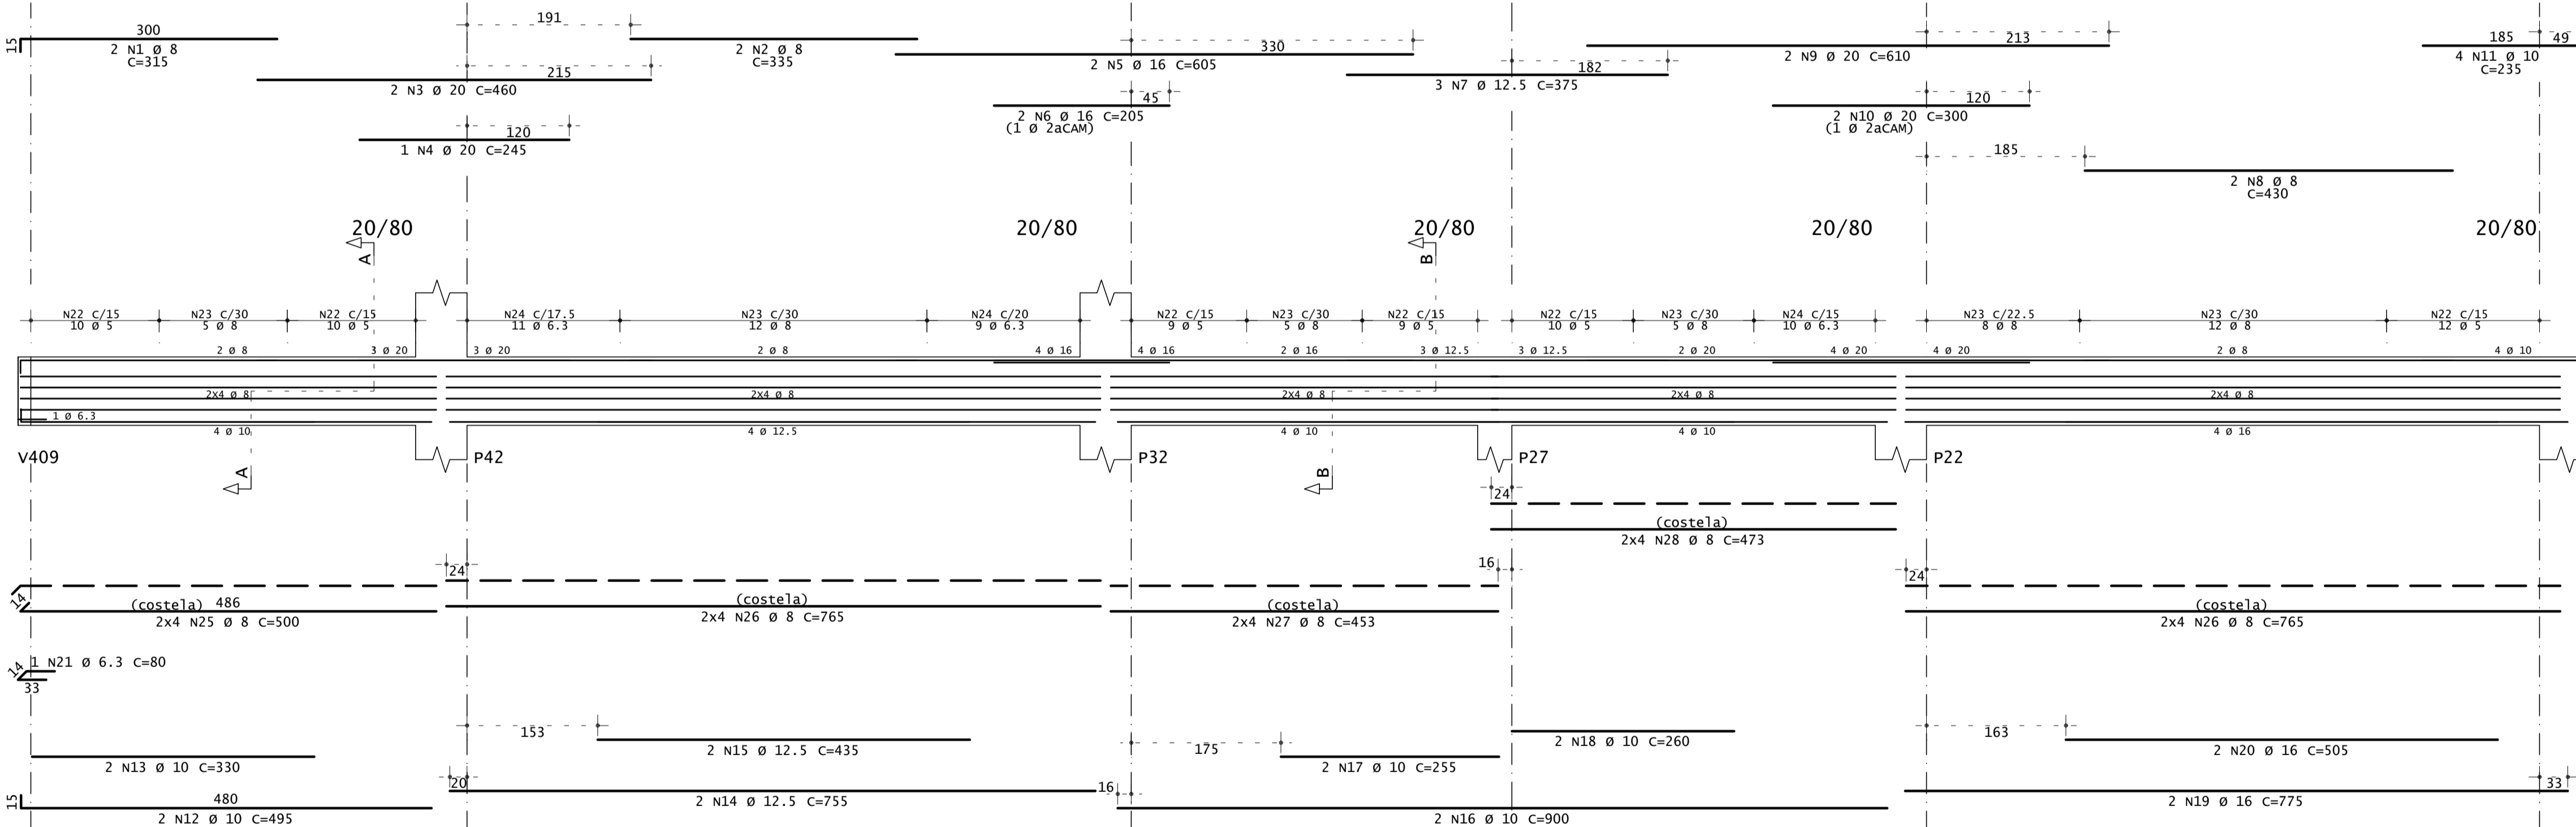 300
15
2 N1 Ø 8
C=315
191
2 N2 Ø 8
C=335
215
2 N3 Ø 20 C=460
120
1 N4 Ø 20 C=245
330
2 N5 Ø 16 C=605
45
2 N6 Ø 16 C=205
(1 Ø 2aCAM)
182
3 N7 Ø 12.5 C=375
213
2 N9 Ø 20 C=610
120
2 N10 Ø 20 C=300
(1 Ø 2aCAM)
185
2 N8 Ø 8
C=430
185
49
4 N11 Ø 10
C=235
20/80
20/80
20/80
20/80
20/80
A
B
N22 C/15
10 Ø 5
N23 C/30
5 Ø 8
N22 C/15
10 Ø 5
N24 C/17.5
11 Ø 6.3
N23 C/30
12 Ø 8
N24 C/20
9 Ø 6.3
N22 C/15
9 Ø 5
N23 C/30
5 Ø 8
N22 C/15
9 Ø 5
N22 C/15
10 Ø 5
N23 C/30
5 Ø 8
N24 C/15
10 Ø 6.3
N23 C/22.5
8 Ø 8
N23 C/30
12 Ø 8
N22 C/15
12 Ø 5
2 Ø 8
3 Ø 20
3 Ø 20
2 Ø 8
4 Ø 16
4 Ø 16
2 Ø 16
3 Ø 12.5
3 Ø 12.5
2 Ø 20
4 Ø 20
4 Ø 20
2 Ø 8
4 Ø 10
2x4 Ø 8
2x4 Ø 8
2x4 Ø 8
2x4 Ø 8
2x4 Ø 8
1 Ø 6.3
4 Ø 10
4 Ø 12.5
4 Ø 10
4 Ø 10
4 Ø 16
V409
P42
P32
P27
P22
A
B
24
(costela)
2x4 N28 Ø 8 C=473
14
(costela) 486
2x4 N25 Ø 8 C=500
24
(costela)
2x4 N26 Ø 8 C=765
16
(costela)
2x4 N27 Ø 8 C=453
24
(costela)
2x4 N26 Ø 8 C=765
14
1 N21 Ø 6.3 C=80
33
2 N13 Ø 10 C=330
153
2 N15 Ø 12.5 C=435
175
2 N17 Ø 10 C=255
2 N18 Ø 10 C=260
163
2 N20 Ø 16 C=505
15
480
2 N12 Ø 10 C=495
20
2 N14 Ø 12.5 C=755
16
2 N16 Ø 10 C=900
33
2 N19 Ø 16 C=775